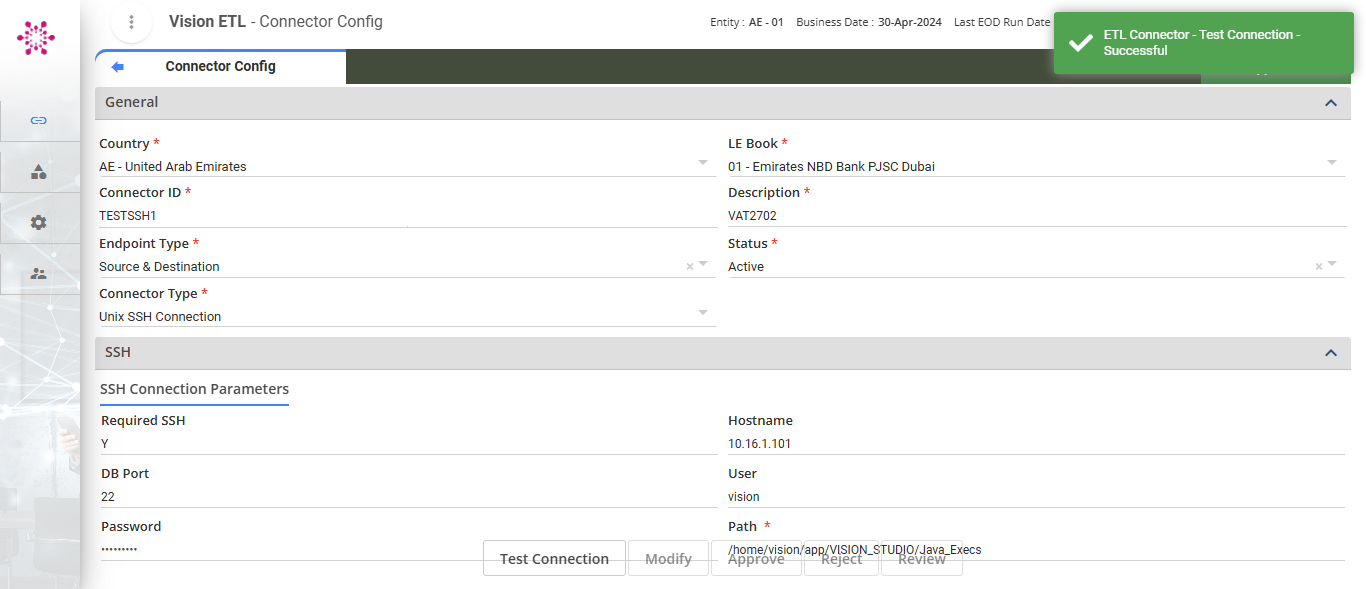 Vision ETL - Connector Config
Entity : AE - 01 Business Date : 30-Apr-2024 Last EOD Run Date
ETL Connector - Test Connection - Successful
Connector Config
General
Country *
AE - United Arab Emirates
LE Book *
01 - Emirates NBD Bank PJSC Dubai
Connector ID *
TESTSSH1
Description *
VAT2702
Endpoint Type *
Source & Destination
Status *
Active
Connector Type *
Unix SSH Connection
SSH
SSH Connection Parameters
Required SSH
Y
Hostname
10.16.1.101
DB Port
22
User
vision
Password
•••••••••
Path *
/home/vision/app/VISION_STUDIO/Java_Execs
Test Connection
Modify
Approve
Reject
Review